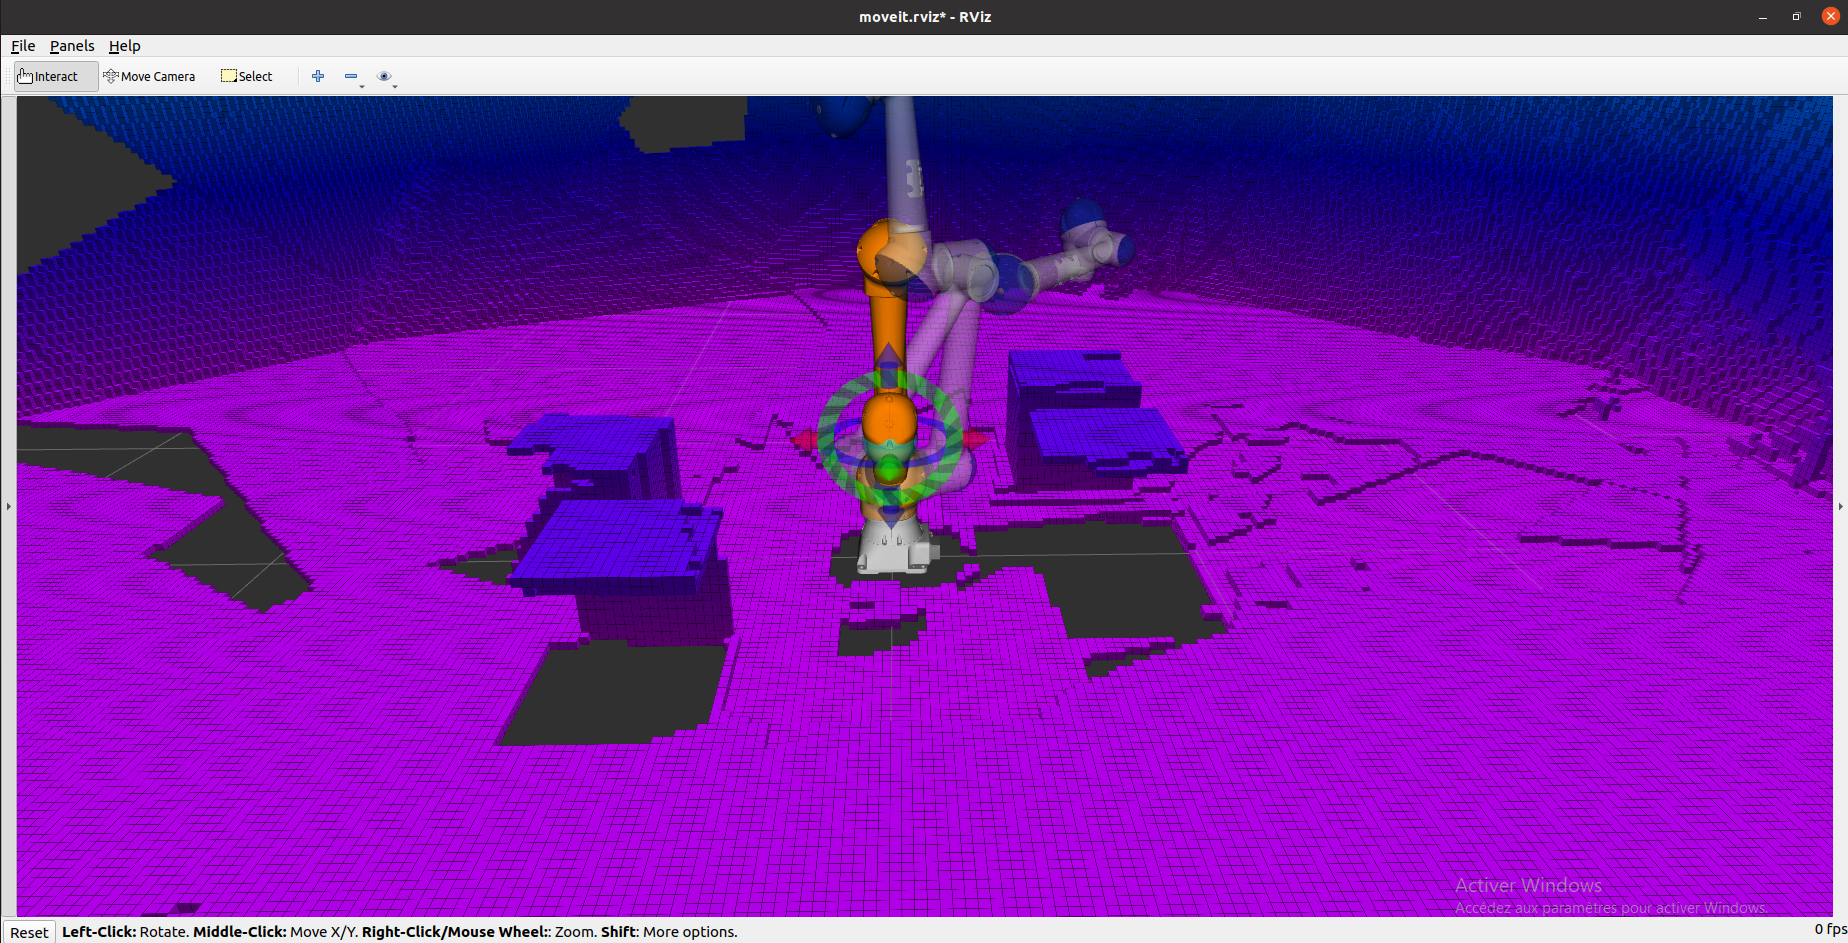 moveit.rviz* - RViz
File Panels Help
Interact Move Camera Select
Activer Windows
Accédez aux paramètres pour activer Windows.
Reset Left-Click: Rotate. Middle-Click: Move X/Y. Right-Click/Mouse Wheel:: Zoom. Shift: More options. 0 fps